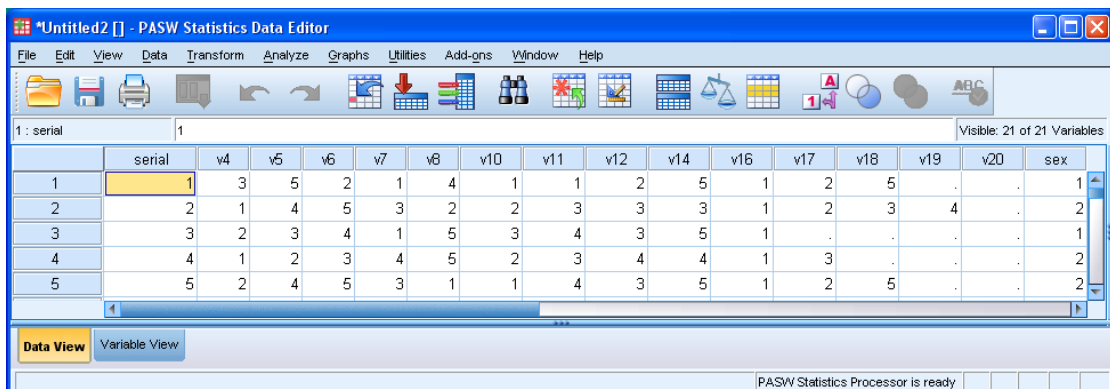 *Untitled2 [] - PASW Statistics Data Editor
File Edit View Data Transform Analyze Graphs Utilities Add-ons Window Help
1 A ABC
1 : serial 1 Visible: 21 of 21 Variables
serial v4 v5 v6 v7 v8 v10 v11 v12 v14 v16 v17 v18 v19 v20 sex
1 1 3 5 2 1 4 1 1 2 5 1 2 5 . . 1
2 2 1 4 5 3 2 2 3 3 3 1 2 3 4 . 2
3 3 2 3 4 1 5 3 4 3 5 1 . . . . 1
4 4 1 2 3 4 5 2 3 4 4 1 3 . . . 2
5 5 2 4 5 3 1 1 4 3 5 1 2 5 . . 2
Data View Variable View
PASW Statistics Processor is ready